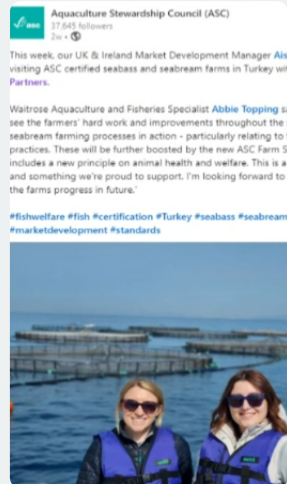 Aquaculture Stewardship Council (ASC)
asc
37,645 followers
2w •
This week, our UK & Ireland Market Development Manager Ais
visiting ASC certified seabass and seabream farms in Turkey wit
Partners.
Waitrose Aquaculture and Fisheries Specialist Abbie Topping sa
see the farmers' hard work and improvements throughout the
seabream farming processes in action - particularly relating to
practices. These will be further boosted by the new ASC Farm S
includes a new principle on animal health and welfare. This is a
and something we're proud to support. I'm looking forward to
the farms progress in future.'
#fishwelfare #fish #certification #Turkey #seabass #seabream
#marketdevelopment #standards